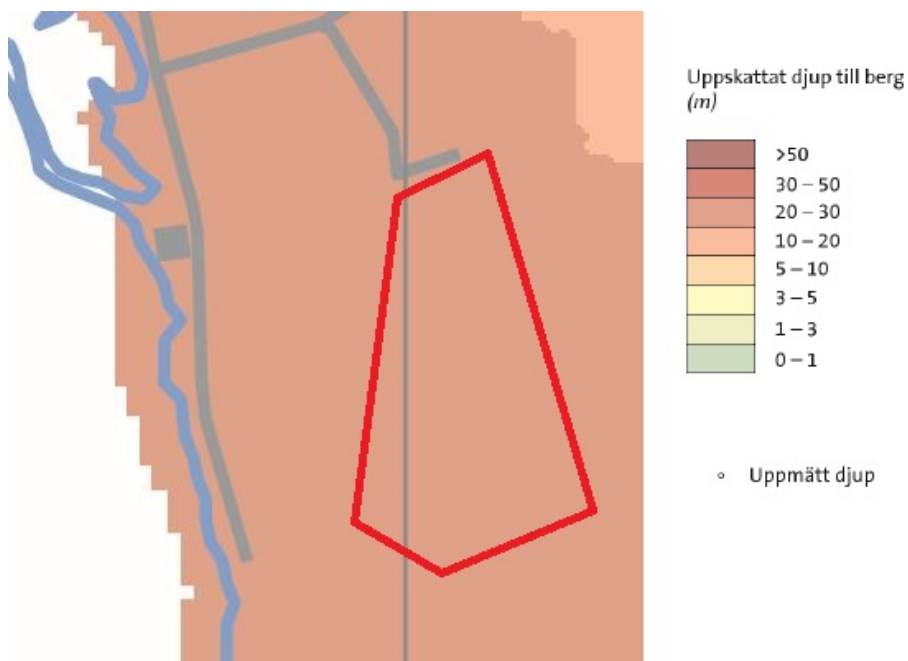 Uppskattat djup till berg
(m)
>50
30 – 50
20 – 30
10 – 20
5 – 10
3 – 5
1 – 3
0 – 1
Uppmätt djup